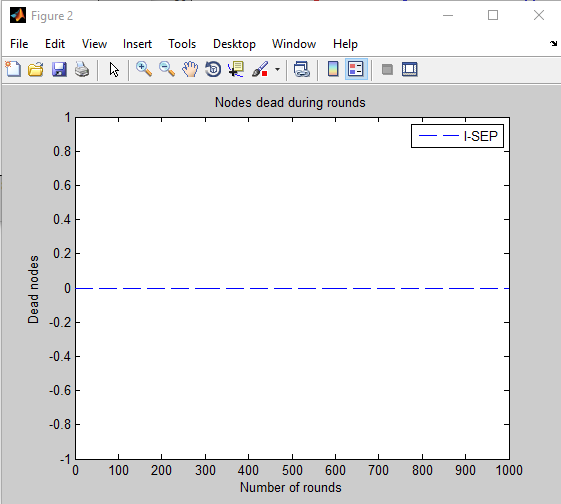 Figure 2
File Edit View Insert Tools Desktop Window Help
Nodes dead during rounds
I-SEP
1
0.8
0.6
0.4
0.2
0
-0.2
-0.4
-0.6
-0.8
-1
Dead nodes
0 100 200 300 400 500 600 700 800 900 1000
Number of rounds